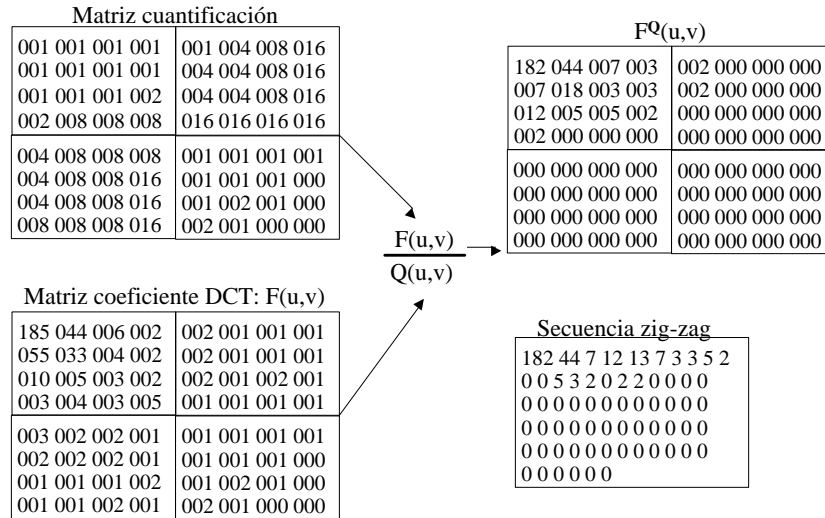 Matriz cuantificación
001 001 001 001 001 004 008 016
001 001 001 001 004 004 008 016
001 001 001 002 004 004 008 016
002 008 008 008 016 016 016 016
004 008 008 008 001 001 001 001
004 008 008 016 001 001 001 000
004 008 008 016 001 002 001 000
008 008 008 016 002 001 000 000
Matriz coeficiente DCT: F(u,v)
185 044 006 002 002 001 001 001
055 033 004 002 002 001 001 001
010 005 003 002 002 001 002 001
003 004 003 005 001 001 001 001
003 002 002 001 001 001 001 001
002 002 002 001 001 001 001 000
001 001 001 002 001 002 001 000
001 001 002 001 002 001 000 000
F(u,v)
Q(u,v)
FQ(u,v)
182 044 007 003 002 000 000 000
007 018 003 003 002 000 000 000
012 005 005 002 000 000 000 000
002 000 000 000 000 000 000 000
000 000 000 000 000 000 000 000
000 000 000 000 000 000 000 000
000 000 000 000 000 000 000 000
000 000 000 000 000 000 000 000
Secuencia zig-zag
182 44 7 12 13 7 3 3 5 2
0 0 5 3 2 0 2 2 0 0 0 0
0 0 0 0 0 0 0 0 0 0 0 0
0 0 0 0 0 0 0 0 0 0 0 0
0 0 0 0 0 0 0 0 0 0 0 0
0 0 0 0 0 0